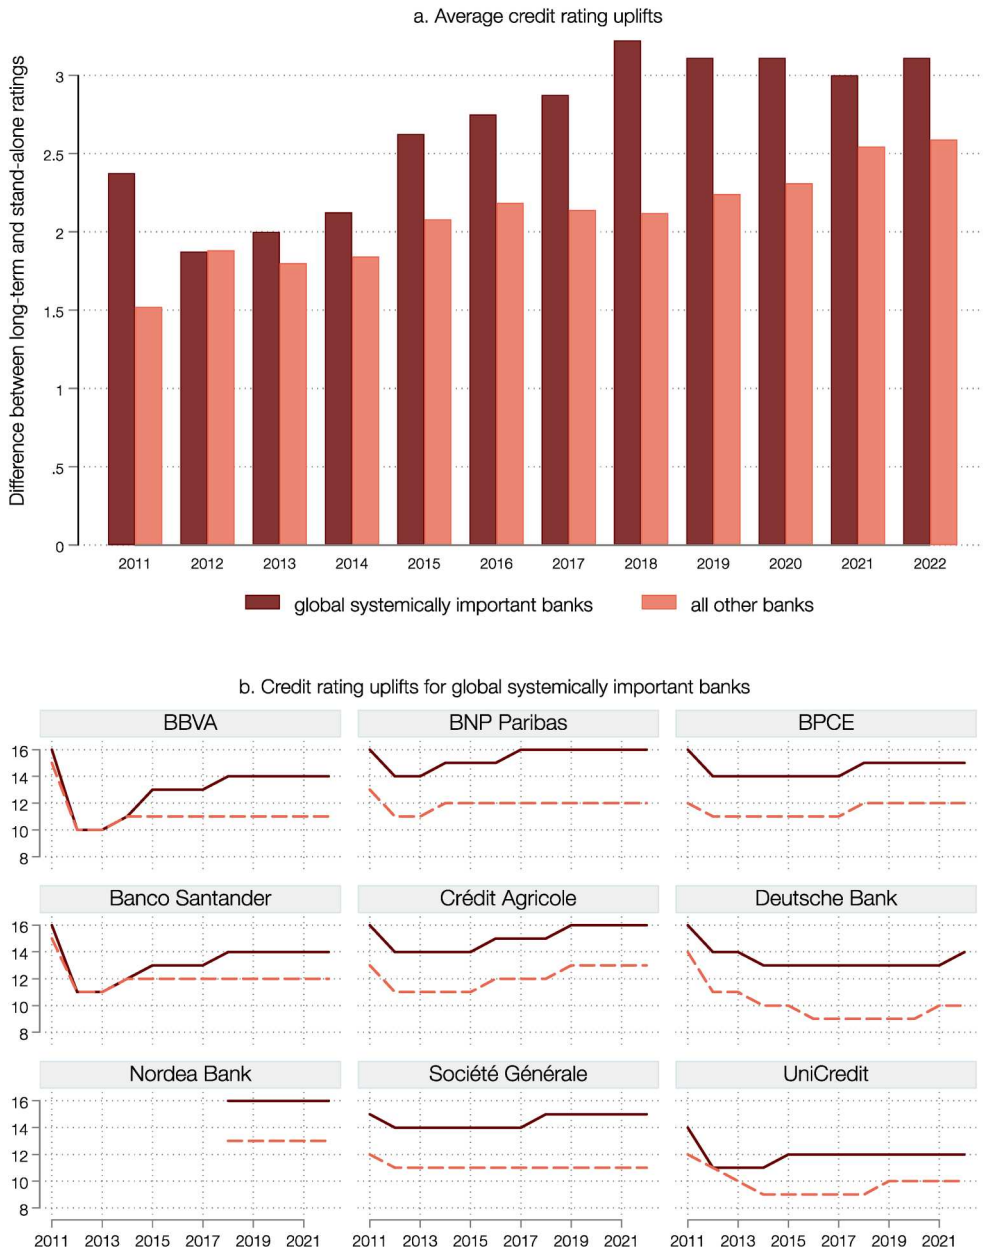 a. Average credit rating uplifts
Difference between long-term and stand-alone ratings
3
2.5
2
1.5
1
.5
0
2011 2012 2013 2014 2015 2016 2017 2018 2019 2020 2021 2022
global systemically important banks all other banks
b. Credit rating uplifts for global systemically important banks
BBVA BNP Paribas BPCE
16
14
12
10
8
Banco Santander Crédit Agricole Deutsche Bank
16
14
12
10
8
Nordea Bank Société Générale UniCredit
16
14
12
10
8
2011 2013 2015 2017 2019 2021 2011 2013 2015 2017 2019 2021 2011 2013 2015 2017 2019 2021